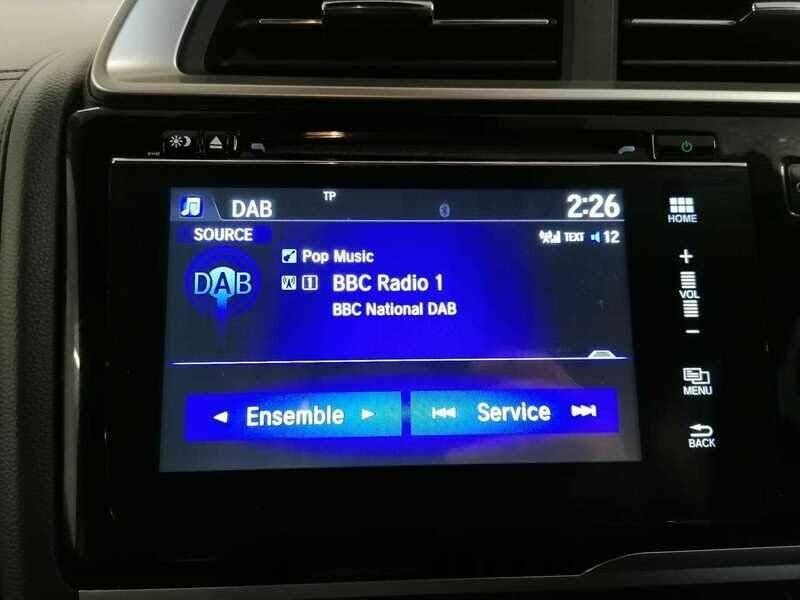 TP
DAB 2:26
HOME
SOURCE TEXT 12
Pop Music
DAB
1 BBC Radio 1
BBC National DAB
+
VOL
−
Ensemble Service
MENU
BACK